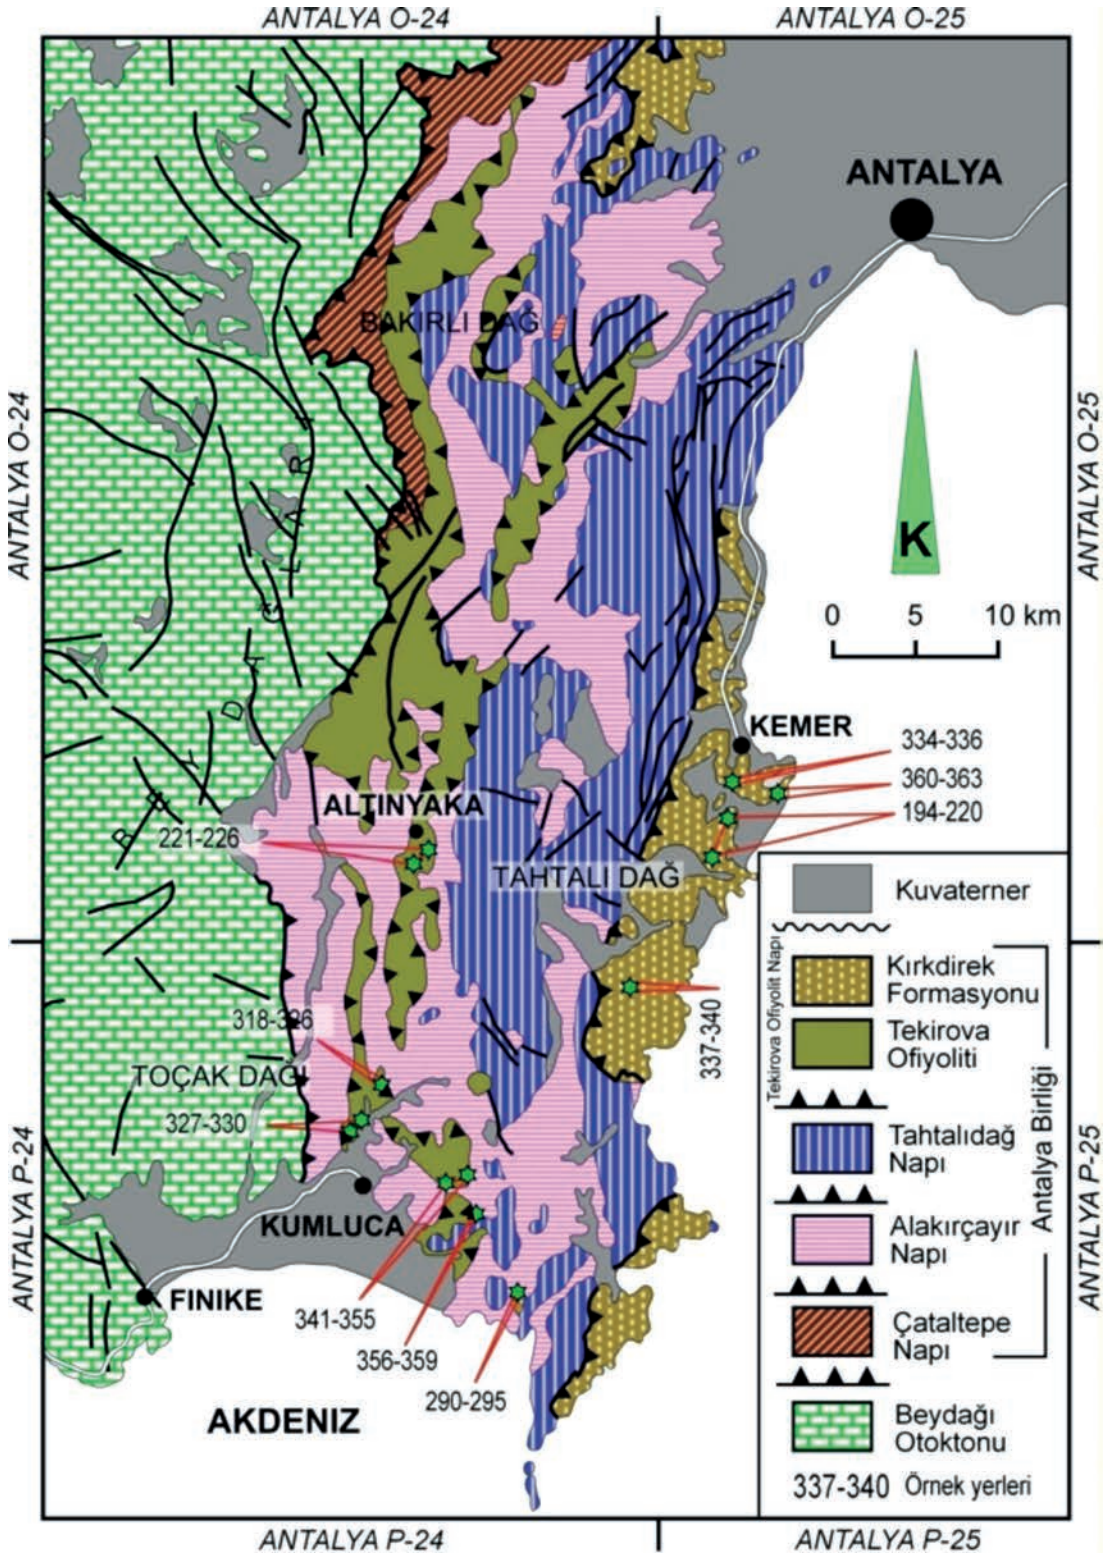 ANTALYA O-24
ANTALYA O-25
ANTALYA
BAKIRLI DAĞ
ANTALYA O-24
ANTALYA O-25
K
0 5 10 km
BEY DAĞLARI
KEMER
334-336
360-363
194-220
ALTINYAKA
221-226
TAHTALI DAĞ
318-326
TOÇAK DAĞI
327-330
337-340
KUMLUCA
FINIKE
341-355
356-359
290-295
AKDENIZ
ANTALYA P-24
ANTALYA P-25
Kuvaterner
Tekirova Ofiyolit Napı
Kırkdirek
Formasyonu
Tekirova
Ofiyoliti
Antalya Birliği
Tahtalıdağ
Napı
Alakırçayır
Napı
Çataltepe
Napı
Beydağı
Otoktonu
337-340 Örnek yerleri
ANTALYA P-24
ANTALYA P-25